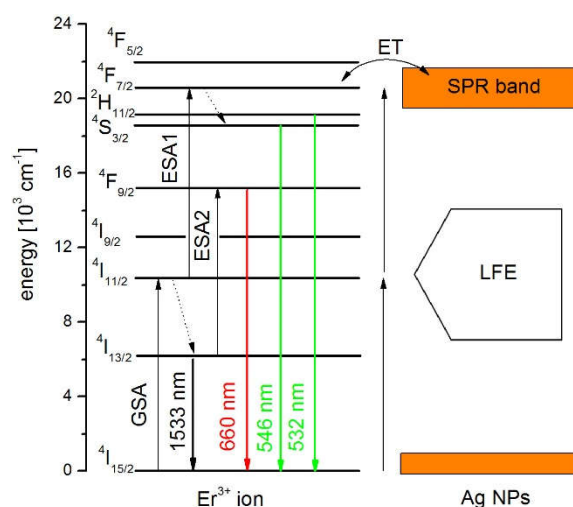 energy [10³ cm⁻¹]
24
20
16
12
8
4
0
⁴F₅/₂
⁴F₇/₂
²H₁₁/₂
⁴S₃/₂
⁴F₉/₂
⁴I₉/₂
⁴I₁₁/₂
⁴I₁₃/₂
⁴I₁₅/₂
GSA
ESA1
ESA2
1533 nm
660 nm
546 nm
532 nm
ET
SPR band
LFE
Er³⁺ ion
Ag NPs